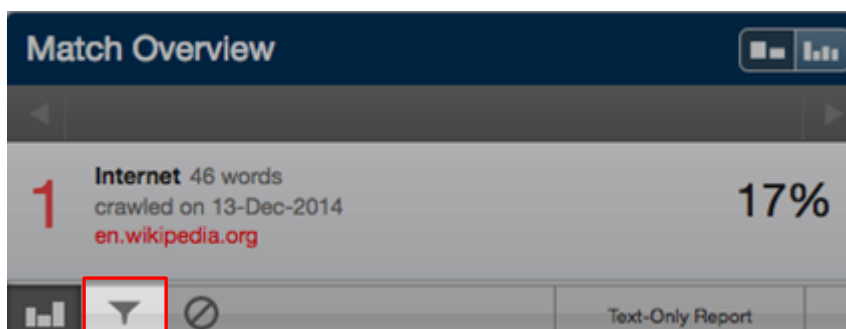 Match Overview
1
Internet 46 words
crawled on 13-Dec-2014
en.wikipedia.org
17%
Text-Only Report